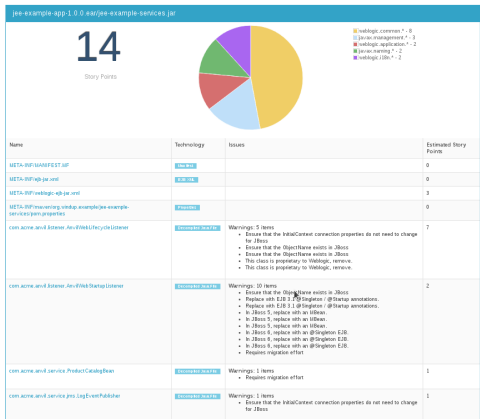 jee-example-app-1.0.0.ear/jee-example-services.jar
14
Story Points
weblogic.common.* - 8
javax.management.* - 3
weblogic.application.* - 2
javax.naming.* - 2
weblogic.i18n.* - 2
Name Technology Issues Estimated Story Points
META-INF/MANIFEST.MF Manifest 0
META-INF/ejb-jar.xml 0
META-INF/weblogic-ejb-jar.xml 3
META-INF/maven/org.windup.example/jee-example-
services/pom.properties Properties 0
com.acme.anvil.listener.AnvilWebLifecycleListener Decompiled Java File Warnings: 5 items 7
Ensure that the InitialContext connection properties do not need to change
for JBoss
Ensure that the ObjectName exists in JBoss
Ensure that the ObjectName exists in JBoss
This class is proprietary to Weblogic, remove.
This class is proprietary to Weblogic, remove.
com.acme.anvil.listener.AnvilWebStartupListener Decompiled Java File Warnings: 10 items 2
Ensure that the ObjectName exists in JBoss
Replace with EJB 3.1 @Singleton / @Startup annotations.
Replace with EJB 3.1 @Singleton / @Startup annotations.
In JBoss 5, replace with an MBean.
In JBoss 5, replace with an MBean.
In JBoss 5, replace with an MBean.
In JBoss 6, replace with an @Singleton EJB.
In JBoss 6, replace with an @Singleton EJB.
In JBoss 6, replace with an @Singleton EJB.
Requires migration effort
com.acme.anvil.service.ProductCatalogBean Decompiled Java File Warnings: 1 items 1
Requires migration effort
com.acme.anvil.service.jms.LogEventPublisher Decompiled Java File Warnings: 1 items 1
Ensure that the InitialContext connection properties do not need to change
for JBoss